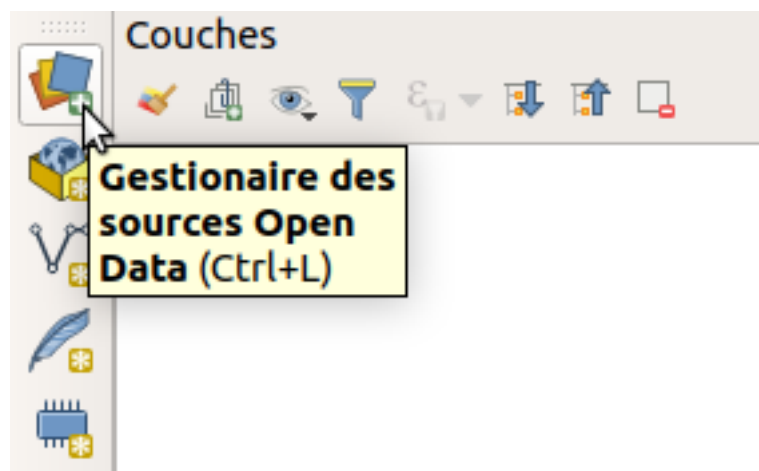 Couches
Gestionaire des
sources Open
Data (Ctrl+L)